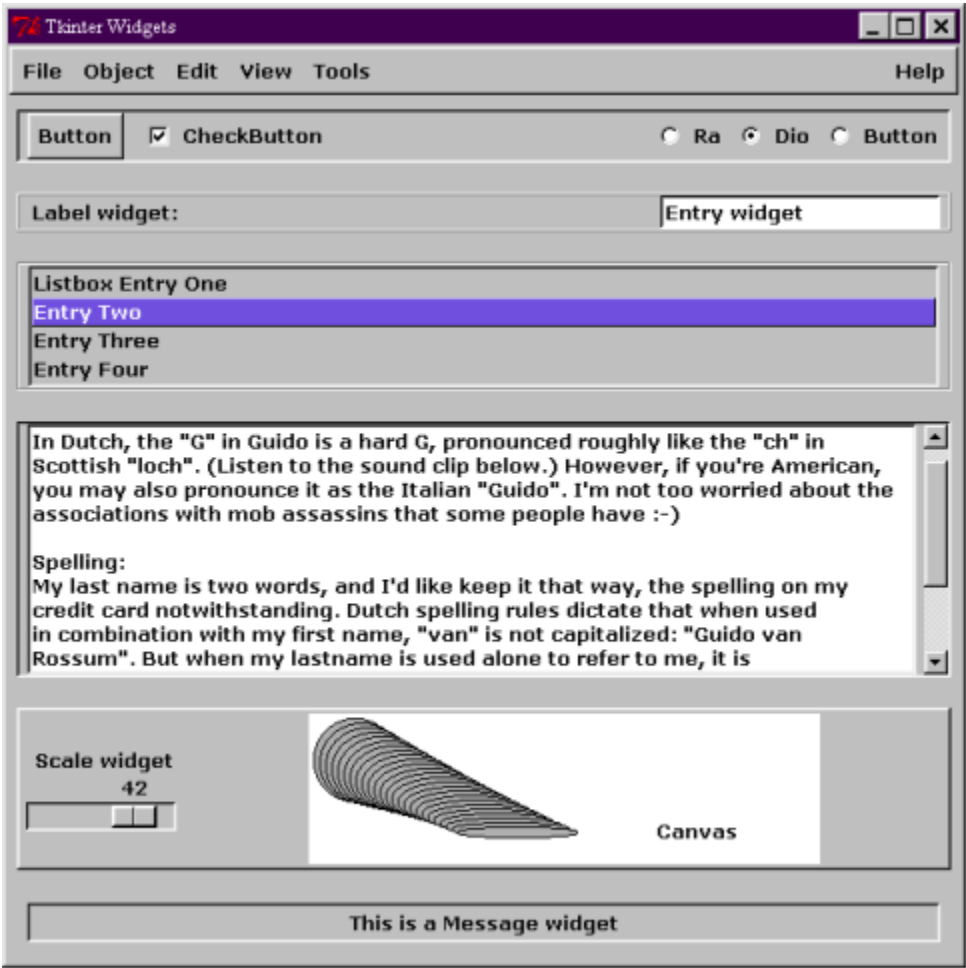 Tkinter Widgets
File Object Edit View Tools Help
Button CheckButton Ra Dio Button
Label widget: Entry widget
Listbox Entry One
Entry Two
Entry Three
Entry Four
In Dutch, the "G" in Guido is a hard G, pronounced roughly like the "ch" in
Scottish "loch". (Listen to the sound clip below.) However, if you're American,
you may also pronounce it as the Italian "Guido". I'm not too worried about the
associations with mob assassins that some people have :-)
Spelling:
My last name is two words, and I'd like keep it that way, the spelling on my
credit card notwithstanding. Dutch spelling rules dictate that when used
in combination with my first name, "van" is not capitalized: "Guido van
Rossum". But when my lastname is used alone to refer to me, it is
Scale widget
42
Canvas
This is a Message widget